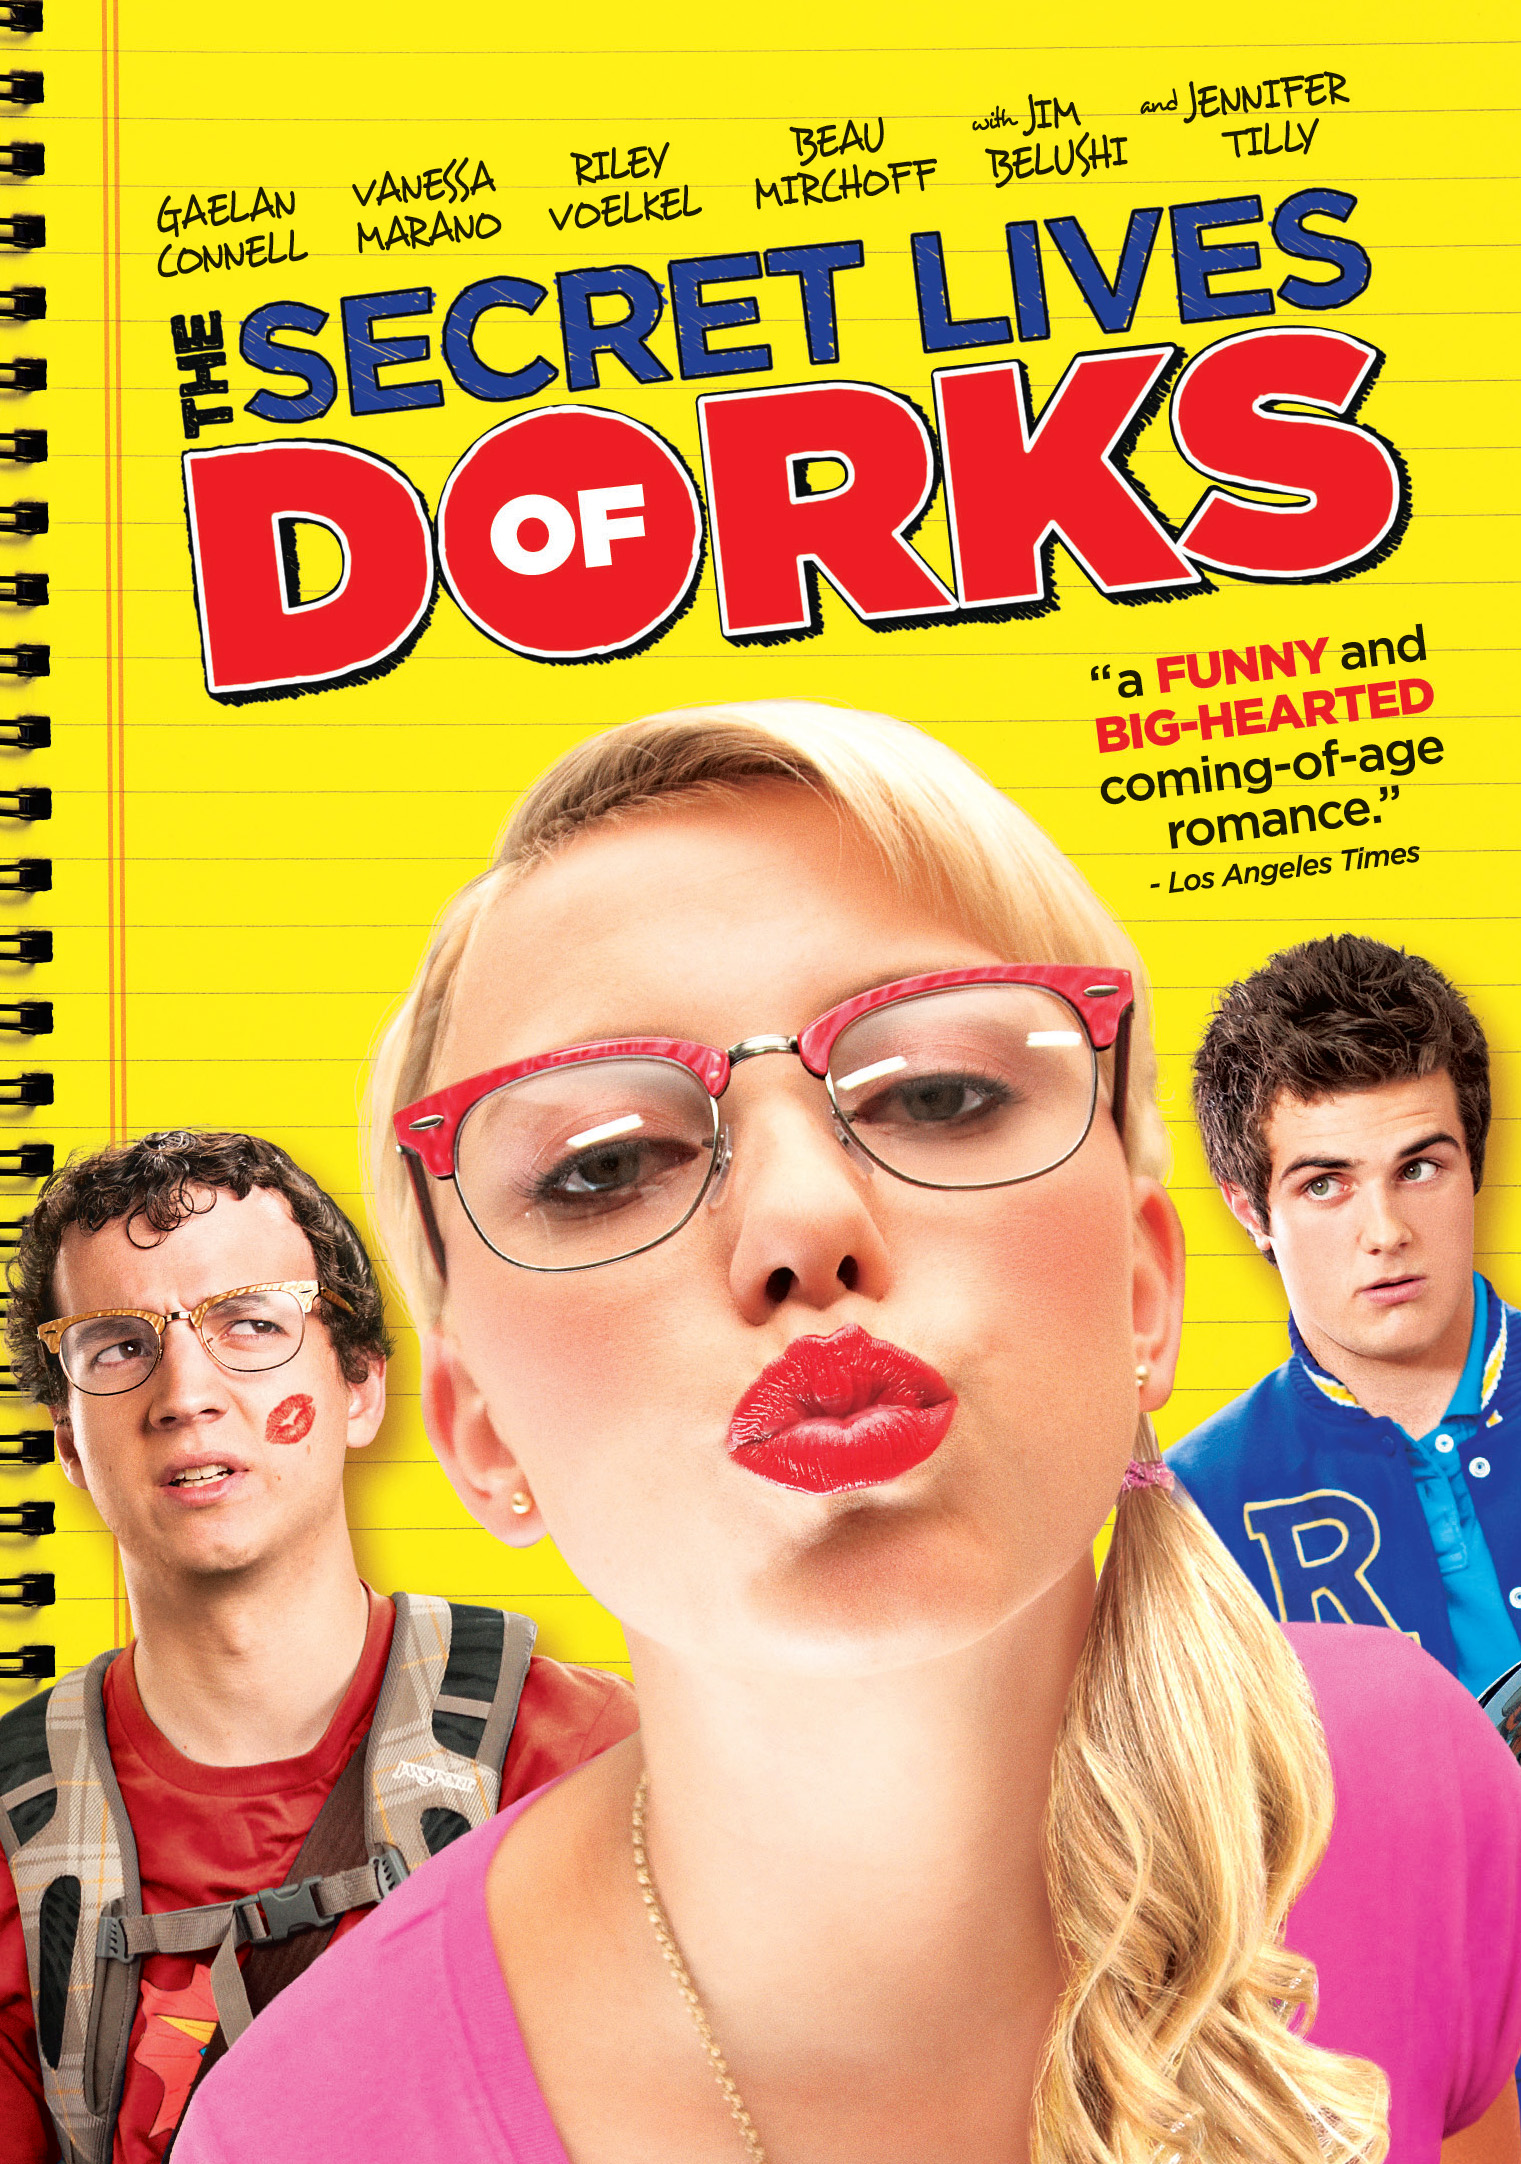 GAELAN CONNELL
VANESSA MARANO
RILEY VOELKEL
BEAU MIRCHOFF
with JIM BELUSHI
and JENNIFER TILLY
THE SECRET LIVES
OF
DORKS
“a FUNNY and
BIG-HEARTED
coming-of-age
romance.”
- Los Angeles Times
R
JANSPORT